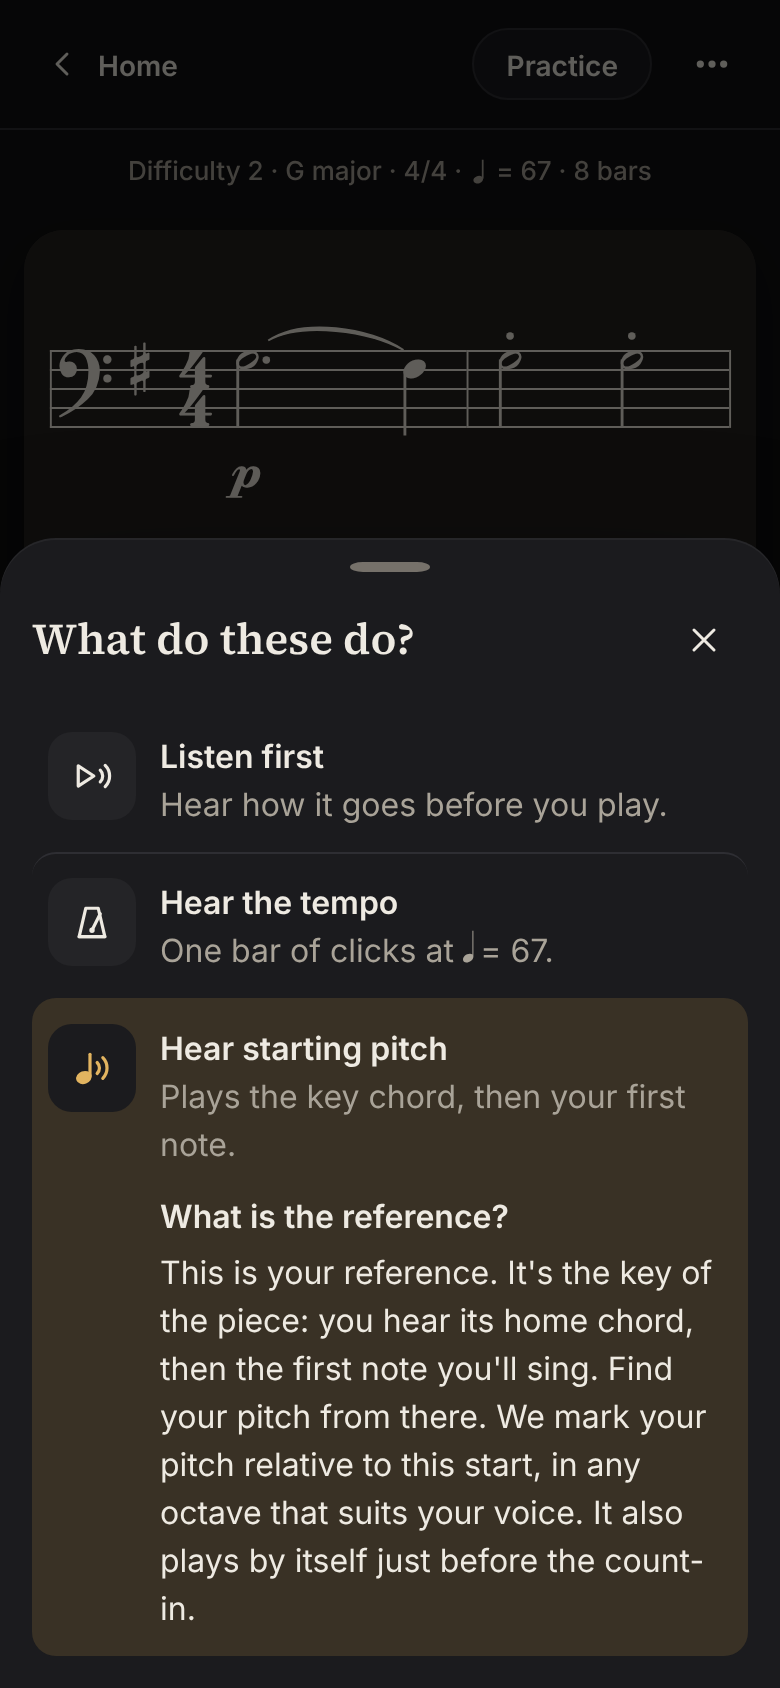 Home
Practice
Difficulty 2 · G major · 4/4 · ♩ = 67 · 8 bars
4
4
p
What do these do?
Listen first
Hear how it goes before you play.
Hear the tempo
One bar of clicks at ♩ = 67.
Hear starting pitch
Plays the key chord, then your first
note.
What is the reference?
This is your reference. It's the key of
the piece: you hear its home chord,
then the first note you'll sing. Find
your pitch from there. We mark your
pitch relative to this start, in any
octave that suits your voice. It also
plays by itself just before the count-
in.